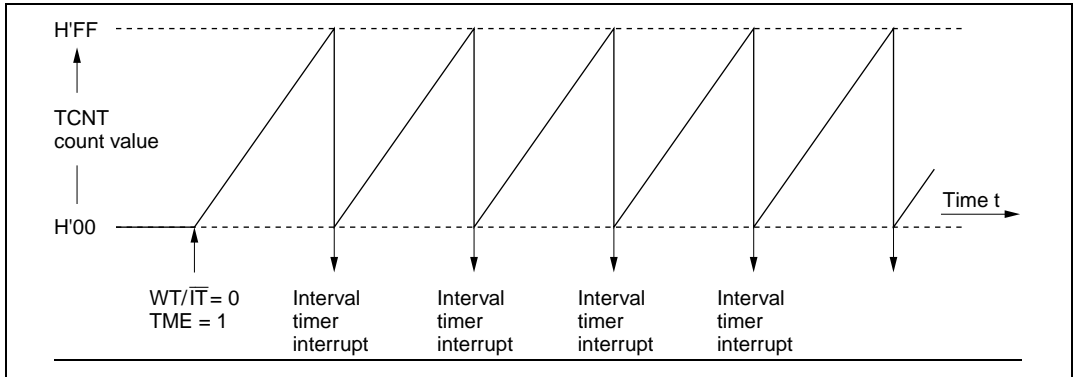 H'FF
TCNT
count value
H'00
Time t
WT/I̅T̅ = 0
TME = 1
Interval
timer
interrupt
Interval
timer
interrupt
Interval
timer
interrupt
Interval
timer
interrupt